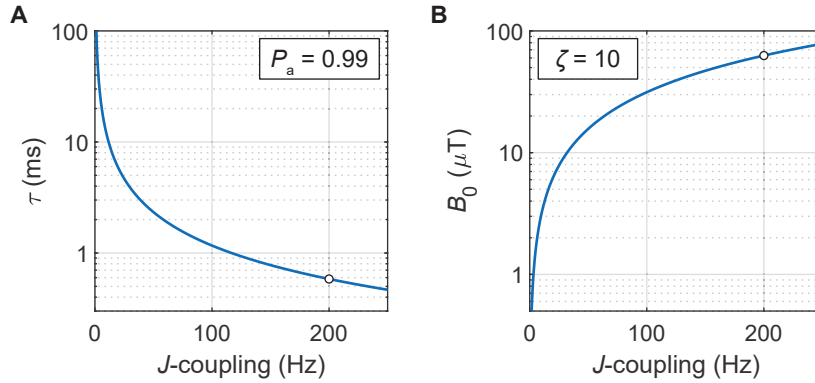 A
100
10
1
τ (ms)
P_a = 0.99
0
100
200
J-coupling (Hz)
B
100
10
1
B_0 (μT)
ζ = 10
0
100
200
J-coupling (Hz)